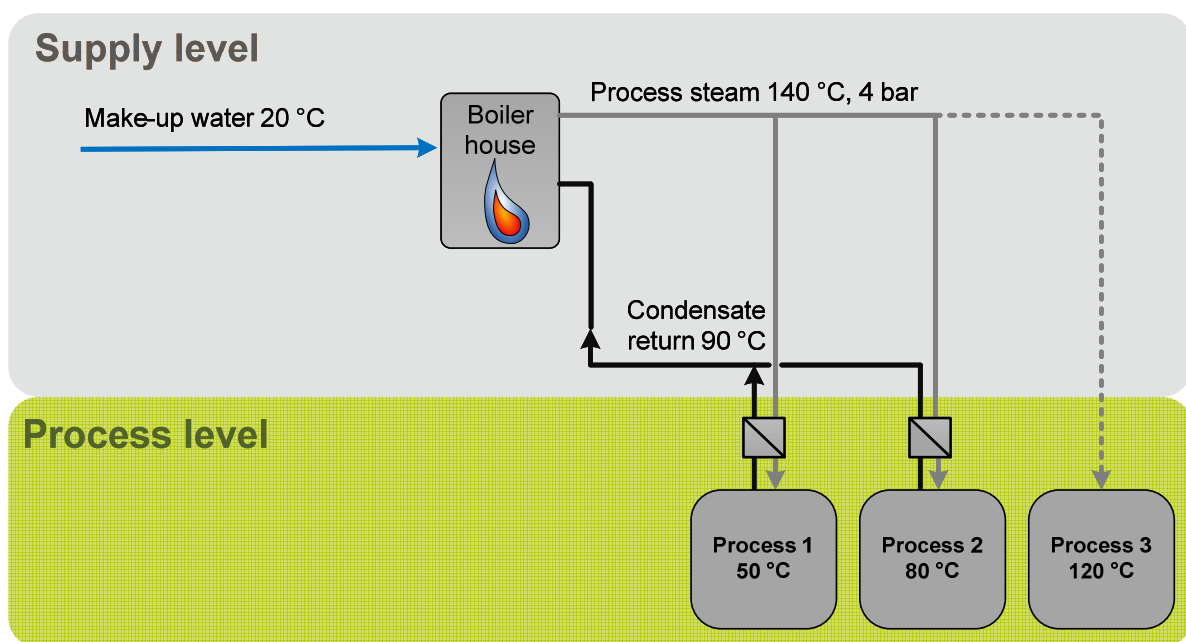 Supply level
Make-up water 20 °C
Boiler
house
Process steam 140 °C, 4 bar
Condensate
return 90 °C
Process level
Process 1
50 °C
Process 2
80 °C
Process 3
120 °C